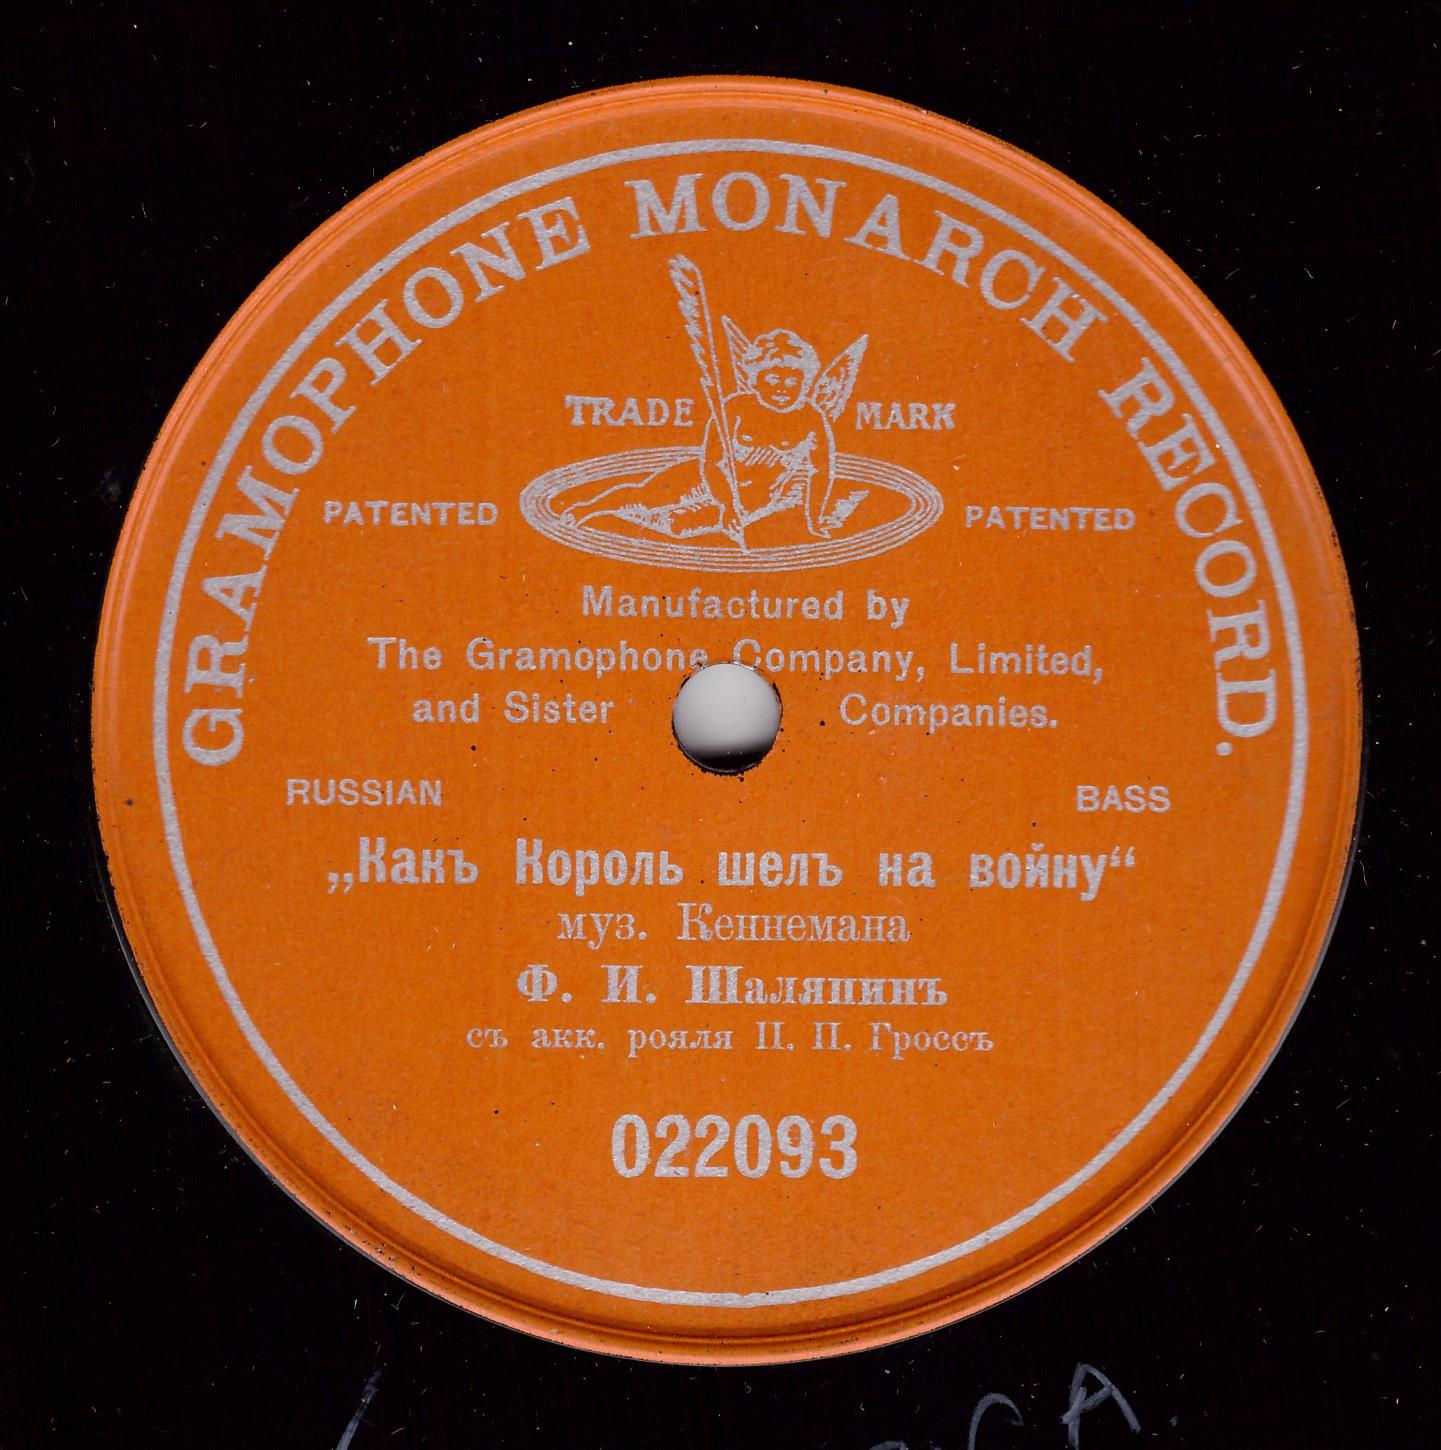 GRAMOPHONE MONARCH RECORD.
TRADE MARK
PATENTED PATENTED
Manufactured by
The Gramophone Company, Limited,
and Sister Companies.
RUSSIAN BASS
„Какъ Король шелъ на войну“
муз. Кеннемана
Ф. И. Шаляпинъ
съ акк. рояля П. П. Гроссъ
022093